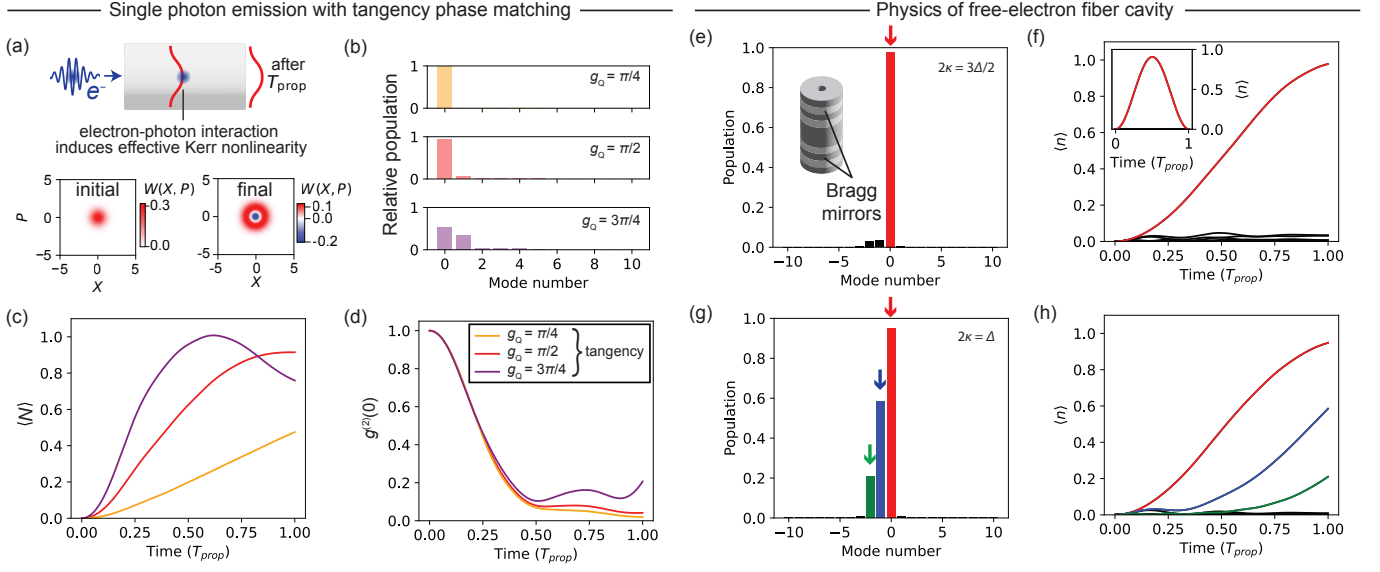 Single photon emission with tangency phase matching
Physics of free-electron fiber cavity
(a)
e⁻
after
T_prop
electron-photon interaction
induces effective Kerr nonlinearity
initial
5
0
−5
P
-5
0
5
X
W(X, P)
0.3
0.0
final
5
0
-5
-5
0
5
X
W(X, P)
0.1
0.0
-0.2
(b)
Relative population
1
0
g_Q = π/4
1
0
g_Q = π/2
1
0
g_Q = 3π/4
0
2
4
6
8
10
Mode number
(c)
⟨N⟩
1.0
0.8
0.6
0.4
0.2
0.0
0.00
0.25
0.50
0.75
1.00
Time (T_prop)
(d)
g⁽²⁾(0)
1.0
0.8
0.6
0.4
0.2
0.0
g_Q = π/4
g_Q = π/2
g_Q = 3π/4
tangency
0.00
0.25
0.50
0.75
1.00
Time (T_prop)
(e)
Population
1.0
0.8
0.6
0.4
0.2
0.0
2κ = 3Δ/2
Bragg
mirrors
−10
−5
0
5
10
Mode number
(f)
⟨n⟩
1.0
0.8
0.6
0.4
0.2
0.0
1.0
0.8
0.4
0.0
⟨n⟩
0
1
Time (T_prop)
0.00
0.25
0.50
0.75
1.00
Time (T_prop)
(g)
Population
1.0
0.8
0.6
0.4
0.2
0.0
2κ = Δ
−10
−5
0
5
10
Mode number
(h)
⟨n⟩
1.0
0.8
0.6
0.4
0.2
0.0
0.00
0.25
0.50
0.75
1.00
Time (T_prop)